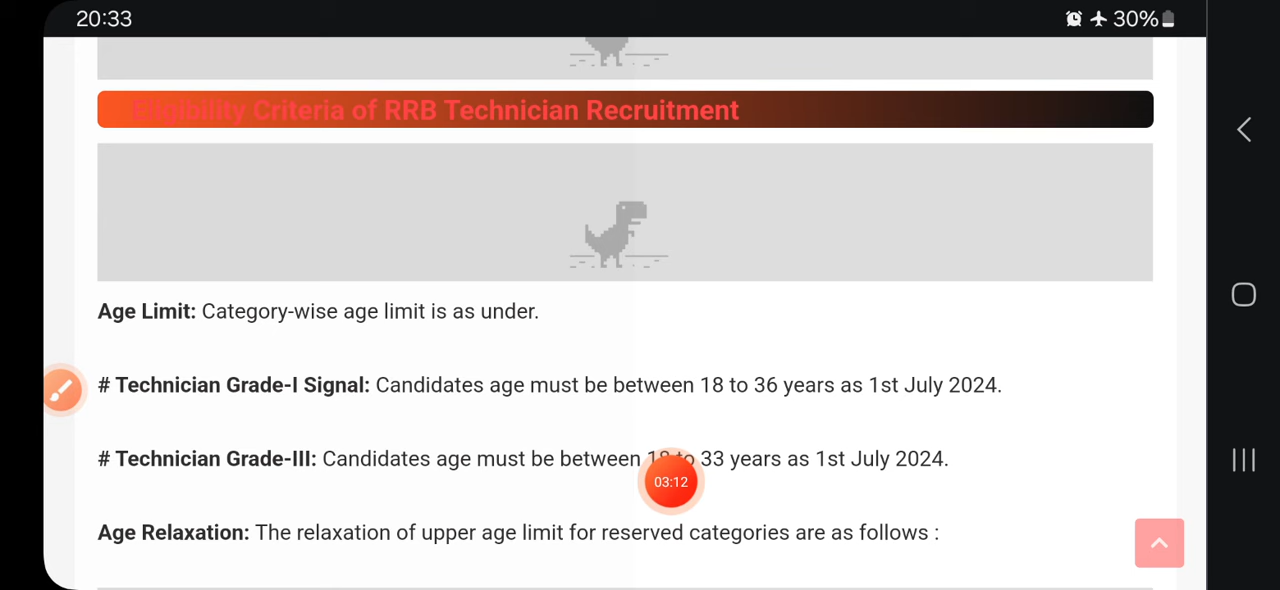 20:33
30%
Eligibility Criteria of RRB Technician Recruitment
Age Limit: Category-wise age limit is as under.
# Technician Grade-I Signal: Candidates age must be between 18 to 36 years as 1st July 2024.
# Technician Grade-III: Candidates age must be between 18 to 33 years as 1st July 2024.
03:12
Age Relaxation: The relaxation of upper age limit for reserved categories are as follows :